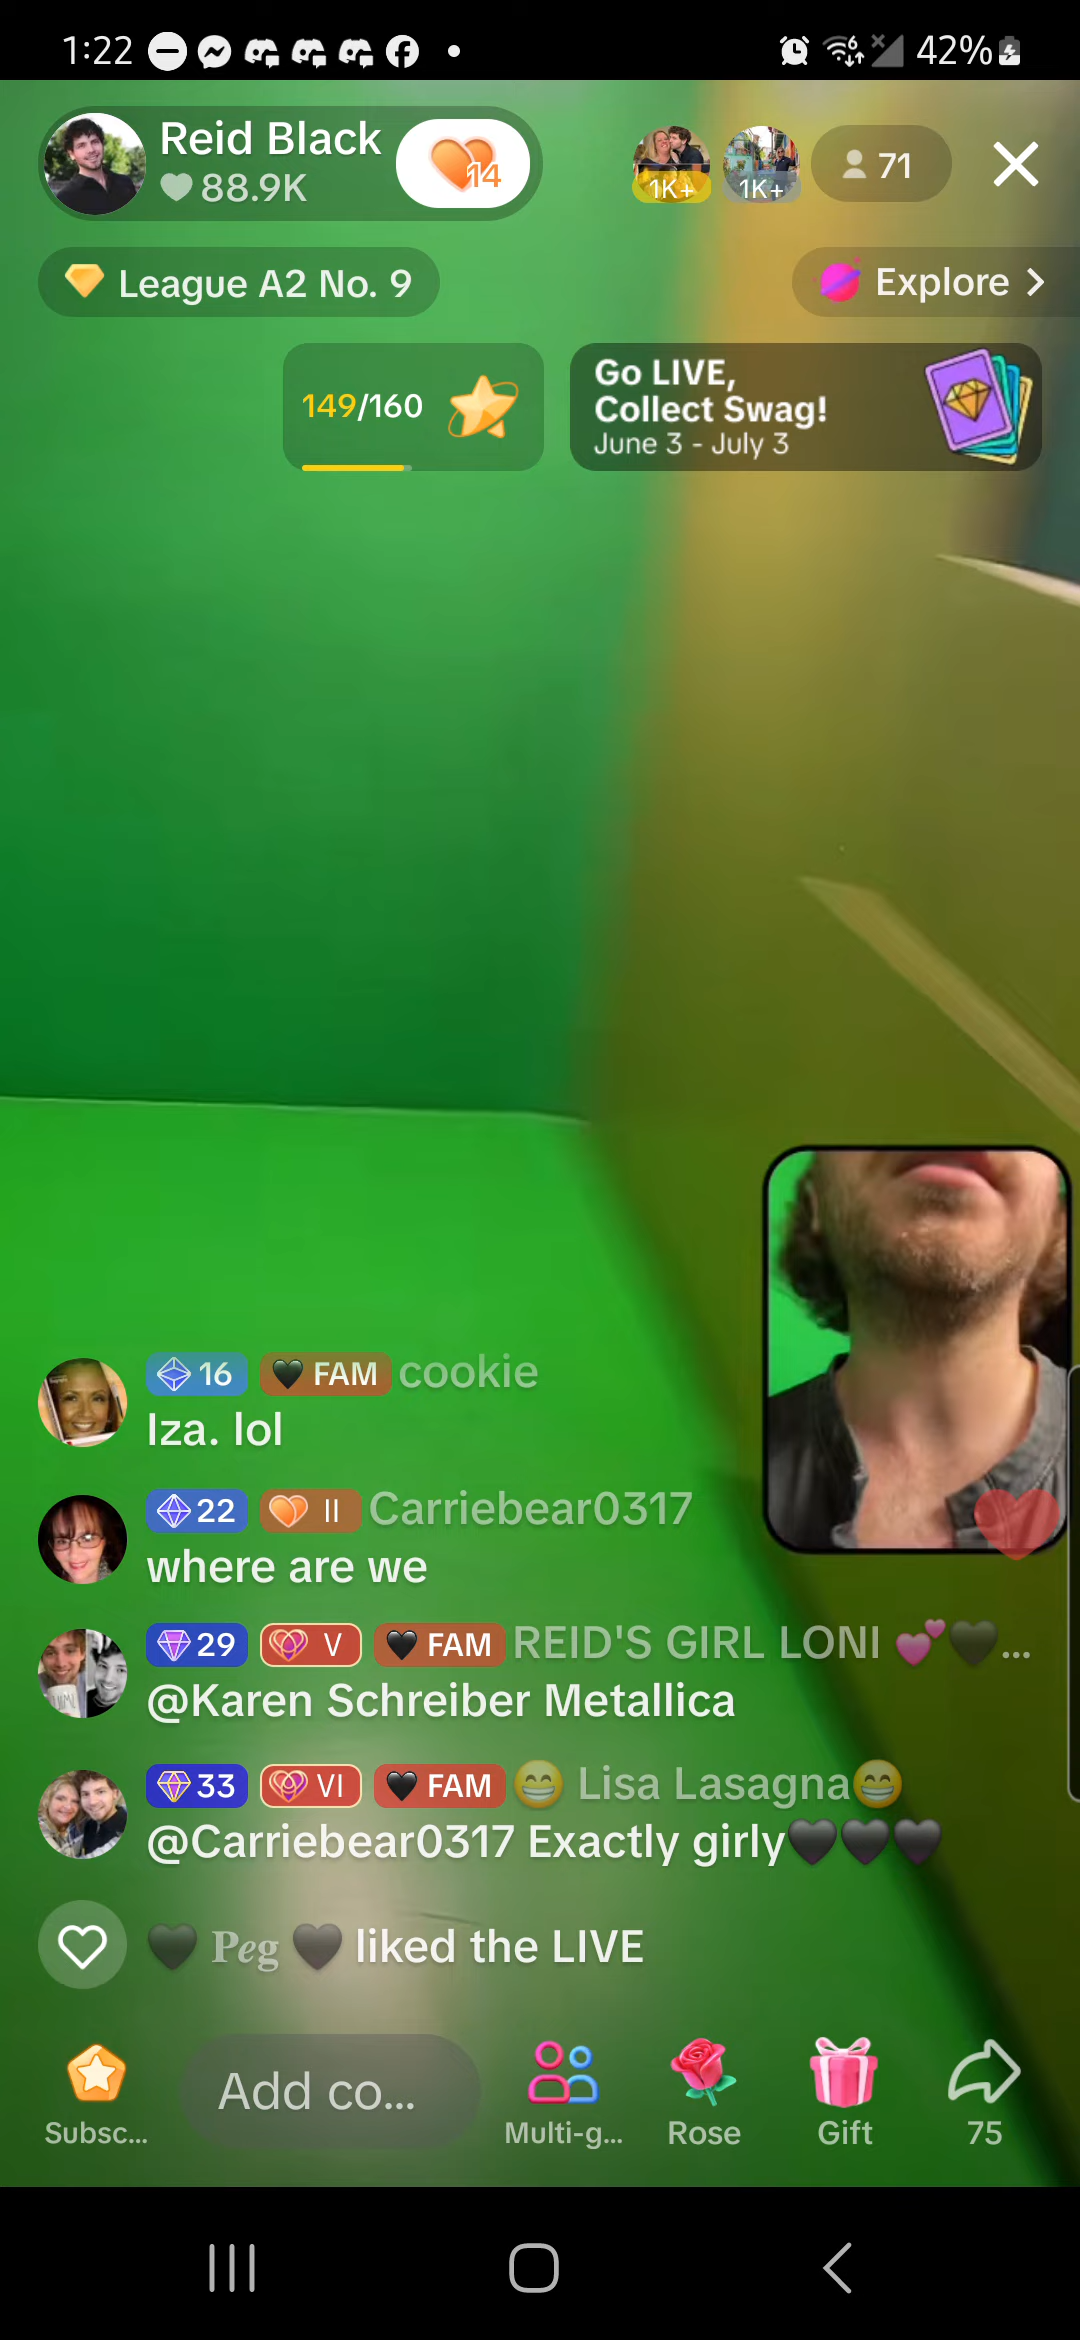 1:22
42%
Reid Black
88.9K
14
1K+
1K+
71
League A2 No. 9
Explore
149/160
Go LIVE,
Collect Swag!
June 3 - July 3
16 FAM cookie
Iza. lol
22 II Carriebear0317
where are we
29 V FAM REID'S GIRL LONI 💕🖤...
@Karen Schreiber Metallica
33 VI FAM 😁 Lisa Lasagna😁
@Carriebear0317 Exactly girly🖤🖤🖤
🖤 Peg 🖤 liked the LIVE
Add co...
Subsc...
Multi-g...
Rose
Gift
75